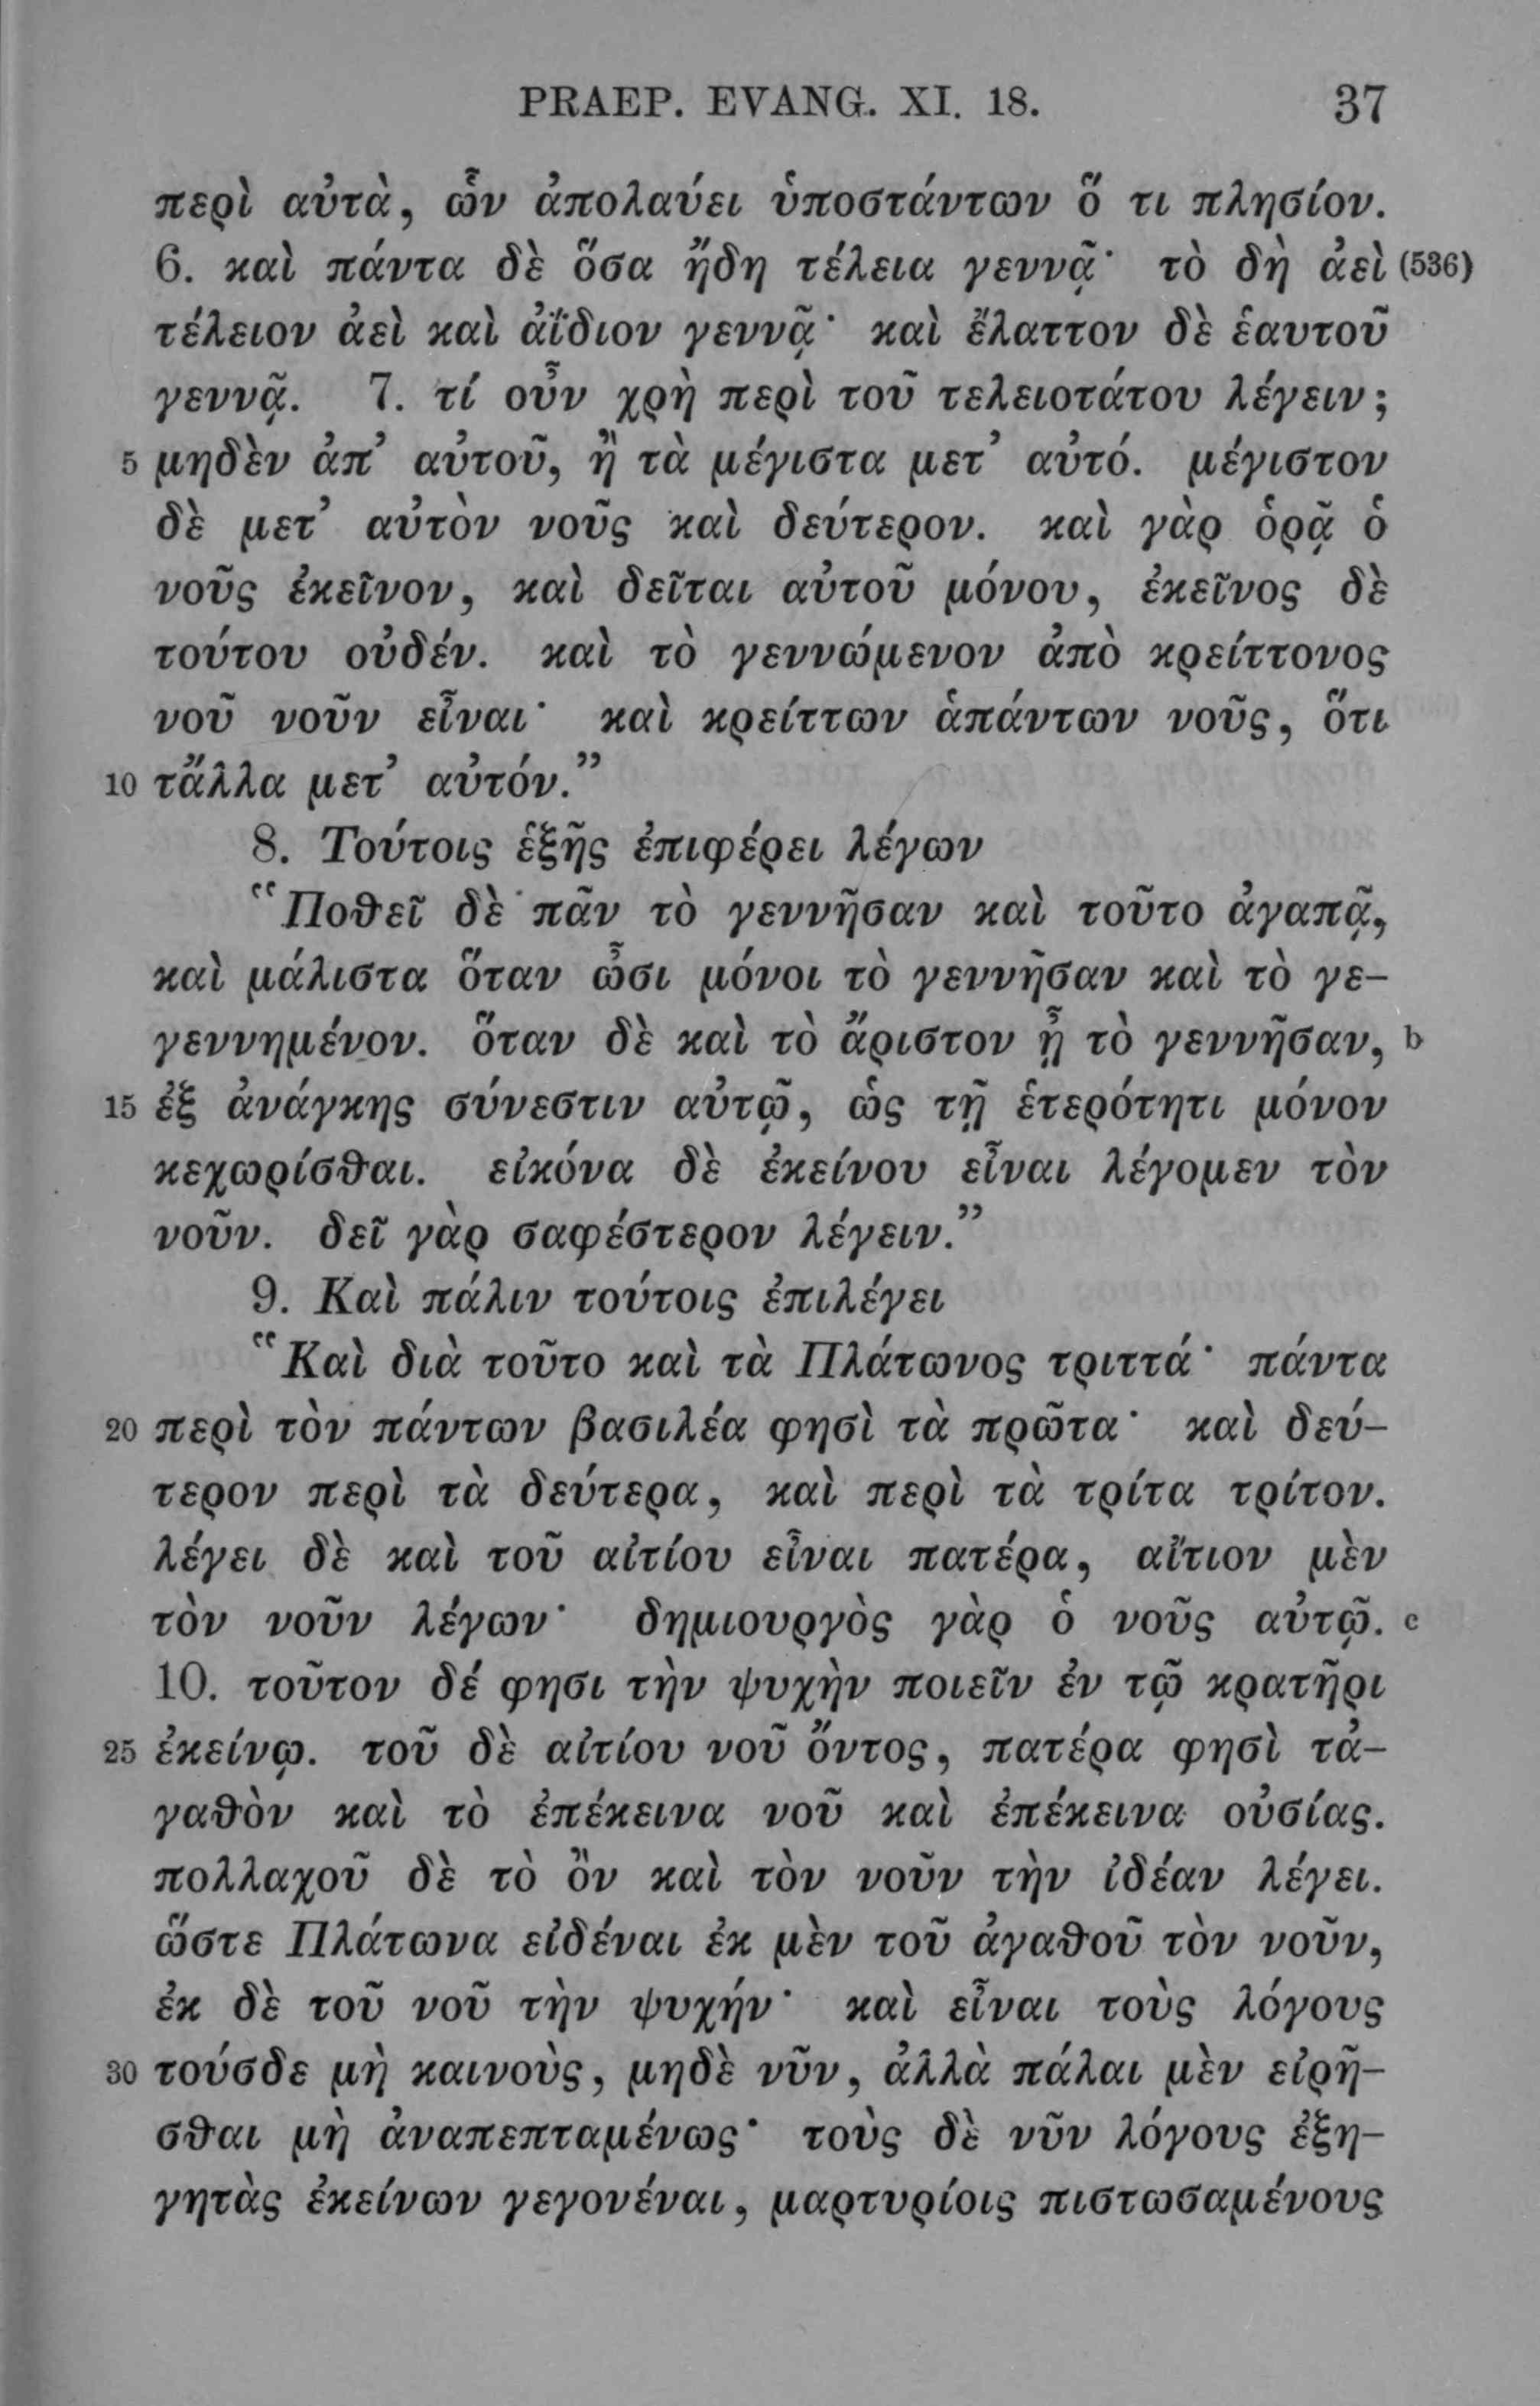 PRAEP. EVANG. XI. 18. 37
περὶ αὐτὰ, ὧν ἀπολαύει ὑποστάντων ὅ τι πλησίον.
6. καὶ πάντα δὲ ὅσα ἤδη τέλεια γεννᾷ· τὸ δὴ ἀεὶ (536)
τέλειον ἀεὶ καὶ ἀΐδιον γεννᾷ· καὶ ἔλαττον δὲ ἑαυτοῦ
γεννᾷ. 7. τί οὖν χρὴ περὶ τοῦ τελειοτάτου λέγειν;
5 μηδὲν ἀπ’ αὐτοῦ, ἢ τὰ μέγιστα μετ’ αὐτό. μέγιστον
δὲ μετ’ αὐτὸν νοῦς καὶ δεύτερον. καὶ γὰρ ὁρᾷ ὁ
νοῦς ἐκεῖνον, καὶ δεῖται αὐτοῦ μόνου, ἐκεῖνος δὲ
τούτου οὐδέν. καὶ τὸ γεννώμενον ἀπὸ κρείττονος
νοῦ νοῦν εἶναι· καὶ κρείττων ἁπάντων νοῦς, ὅτι
10 τἄλλα μετ’ αὐτόν.”
8. Τούτοις ἑξῆς ἐπιφέρει λέγων
“Ποθεῖ δὲ πᾶν τὸ γεννῆσαν καὶ τοῦτο ἀγαπᾷ,
καὶ μάλιστα ὅταν ὦσι μόνοι τὸ γεννῆσαν καὶ τὸ γε-
γεννημένον. ὅταν δὲ καὶ τὸ ἄριστον ᾖ τὸ γεννῆσαν, b
15 ἐξ ἀνάγκης σύνεστιν αὐτῷ, ὡς τῇ ἑτερότητι μόνον
κεχωρίσθαι. εἰκόνα δὲ ἐκείνου εἶναι λέγομεν τὸν
νοῦν. δεῖ γὰρ σαφέστερον λέγειν.”
9. Καὶ πάλιν τούτοις ἐπιλέγει
“Καὶ διὰ τοῦτο καὶ τὰ Πλάτωνος τριττά· πάντα
20 περὶ τὸν πάντων βασιλέα φησὶ τὰ πρῶτα· καὶ δεύ-
τερον περὶ τὰ δεύτερα, καὶ περὶ τὰ τρίτα τρίτον.
λέγει δὲ καὶ τοῦ αἰτίου εἶναι πατέρα, αἴτιον μὲν
τὸν νοῦν λέγων· δημιουργὸς γὰρ ὁ νοῦς αὐτῷ. c
10. τοῦτον δέ φησι τὴν ψυχὴν ποιεῖν ἐν τῷ κρατῆρι
25 ἐκείνῳ. τοῦ δὲ αἰτίου νοῦ ὄντος, πατέρα φησὶ τἀ-
γαθὸν καὶ τὸ ἐπέκεινα νοῦ καὶ ἐπέκεινα οὐσίας.
πολλαχοῦ δὲ τὸ ὂν καὶ τὸν νοῦν τὴν ἰδέαν λέγει.
ὥστε Πλάτωνα εἰδέναι ἐκ μὲν τοῦ ἀγαθοῦ τὸν νοῦν,
ἐκ δὲ τοῦ νοῦ τὴν ψυχήν· καὶ εἶναι τοὺς λόγους
30 τούσδε μὴ καινοὺς, μηδὲ νῦν, ἀλλὰ πάλαι μὲν εἰρῆ-
σθαι μὴ ἀναπεπταμένως· τοὺς δὲ νῦν λόγους ἐξη-
γητὰς ἐκείνων γεγονέναι, μαρτυρίοις πιστωσαμένους